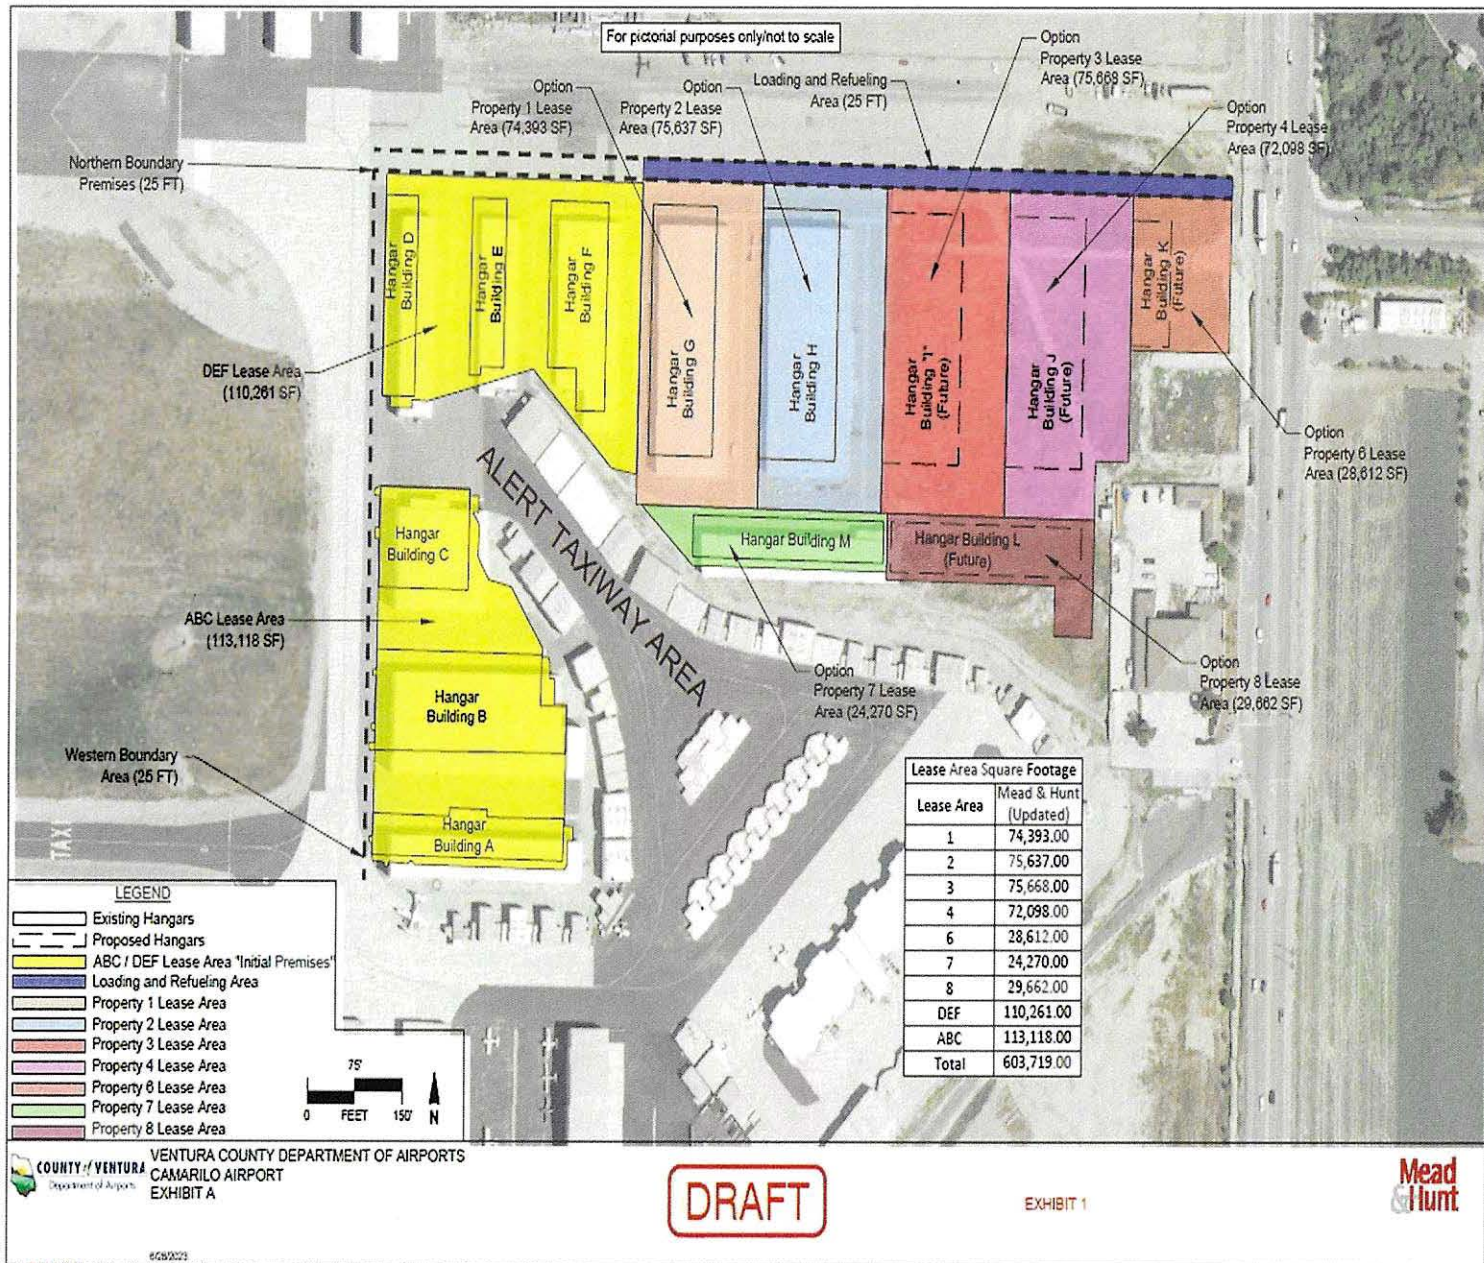 For pictorial purposes only/not to scale
Option
Property 1 Lease
Area (74,393 SF)
Option
Property 2 Lease
Area (75,637 SF)
Loading and Refueling
Area (25 FT)
Option
Property 3 Lease
Area (75,668 SF)
Option
Property 4 Lease
Area (72,098 SF)
Northern Boundary
Premises (25 FT)
Hangar
Building D
Hangar
Building E
Hangar
Building F
Hangar
Building G
Hangar
Building H
Hangar
Building "I"
(Future)
Hangar
Building J
(Future)
Hangar
Building K
(Future)
DEF Lease Area
(110,261 SF)
Option
Property 6 Lease
Area (28,612 SF)
ALERT TAXIWAY AREA
Hangar
Building C
Hangar Building M
Hangar Building L
(Future)
ABC Lease Area
(113,118 SF)
Option
Property 7 Lease
Area (24,270 SF)
Option
Property 8 Lease
Area (29,662 SF)
Hangar
Building B
Western Boundary
Area (25 FT)
Hangar
Building A
TAXI
Lease Area Square Footage
Lease Area Mead & Hunt (Updated)
1 74,393.00
2 75,637.00
3 75,668.00
4 72,098.00
6 28,612.00
7 24,270.00
8 29,662.00
DEF 110,261.00
ABC 113,118.00
Total 603,719.00
LEGEND
Existing Hangars
Proposed Hangars
ABC / DEF Lease Area "Initial Premises"
Loading and Refueling Area
Property 1 Lease Area
Property 2 Lease Area
Property 3 Lease Area
Property 4 Lease Area
Property 6 Lease Area
Property 7 Lease Area
Property 8 Lease Area
75'
0 FEET 150'
N
COUNTY of VENTURA
Department of Airports
VENTURA COUNTY DEPARTMENT OF AIRPORTS
CAMARILO AIRPORT
EXHIBIT A
DRAFT
EXHIBIT 1
Mead
&Hunt
6/28/2023